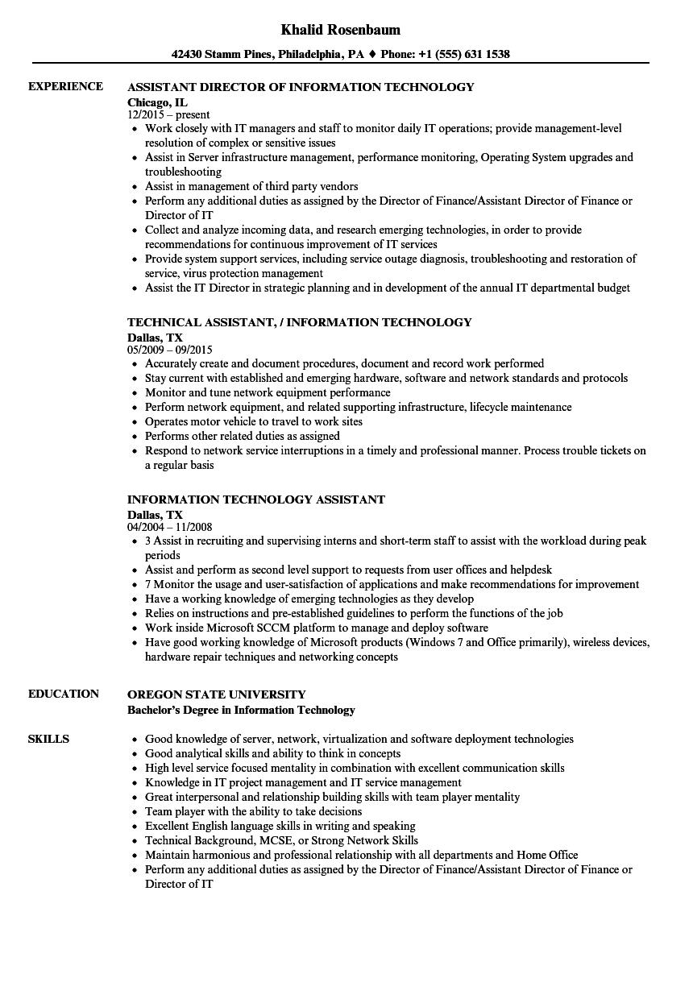 Khalid Rosenbaum
42430 Stamm Pines, Philadelphia, PA ♦ Phone: +1 (555) 631 1538
EXPERIENCE
ASSISTANT DIRECTOR OF INFORMATION TECHNOLOGY
Chicago, IL
12/2015 – present
• Work closely with IT managers and staff to monitor daily IT operations; provide management-level
resolution of complex or sensitive issues
• Assist in Server infrastructure management, performance monitoring, Operating System upgrades and
troubleshooting
• Assist in management of third party vendors
• Perform any additional duties as assigned by the Director of Finance/Assistant Director of Finance or
Director of IT
• Collect and analyze incoming data, and research emerging technologies, in order to provide
recommendations for continuous improvement of IT services
• Provide system support services, including service outage diagnosis, troubleshooting and restoration of
service, virus protection management
• Assist the IT Director in strategic planning and in development of the annual IT departmental budget
TECHNICAL ASSISTANT, / INFORMATION TECHNOLOGY
Dallas, TX
05/2009 – 09/2015
• Accurately create and document procedures, document and record work performed
• Stay current with established and emerging hardware, software and network standards and protocols
• Monitor and tune network equipment performance
• Perform network equipment, and related supporting infrastructure, lifecycle maintenance
• Operates motor vehicle to travel to work sites
• Performs other related duties as assigned
• Respond to network service interruptions in a timely and professional manner. Process trouble tickets on
a regular basis
INFORMATION TECHNOLOGY ASSISTANT
Dallas, TX
04/2004 – 11/2008
• 3 Assist in recruiting and supervising interns and short-term staff to assist with the workload during peak
periods
• Assist and perform as second level support to requests from user offices and helpdesk
• 7 Monitor the usage and user-satisfaction of applications and make recommendations for improvement
• Have a working knowledge of emerging technologies as they develop
• Relies on instructions and pre-established guidelines to perform the functions of the job
• Work inside Microsoft SCCM platform to manage and deploy software
• Have good working knowledge of Microsoft products (Windows 7 and Office primarily), wireless devices,
hardware repair techniques and networking concepts
EDUCATION
OREGON STATE UNIVERSITY
Bachelor's Degree in Information Technology
SKILLS
• Good knowledge of server, network, virtualization and software deployment technologies
• Good analytical skills and ability to think in concepts
• High level service focused mentality in combination with excellent communication skills
• Knowledge in IT project management and IT service management
• Great interpersonal and relationship building skills with team player mentality
• Team player with the ability to take decisions
• Excellent English language skills in writing and speaking
• Technical Background, MCSE, or Strong Network Skills
• Maintain harmonious and professional relationship with all departments and Home Office
• Perform any additional duties as assigned by the Director of Finance/Assistant Director of Finance or
Director of IT